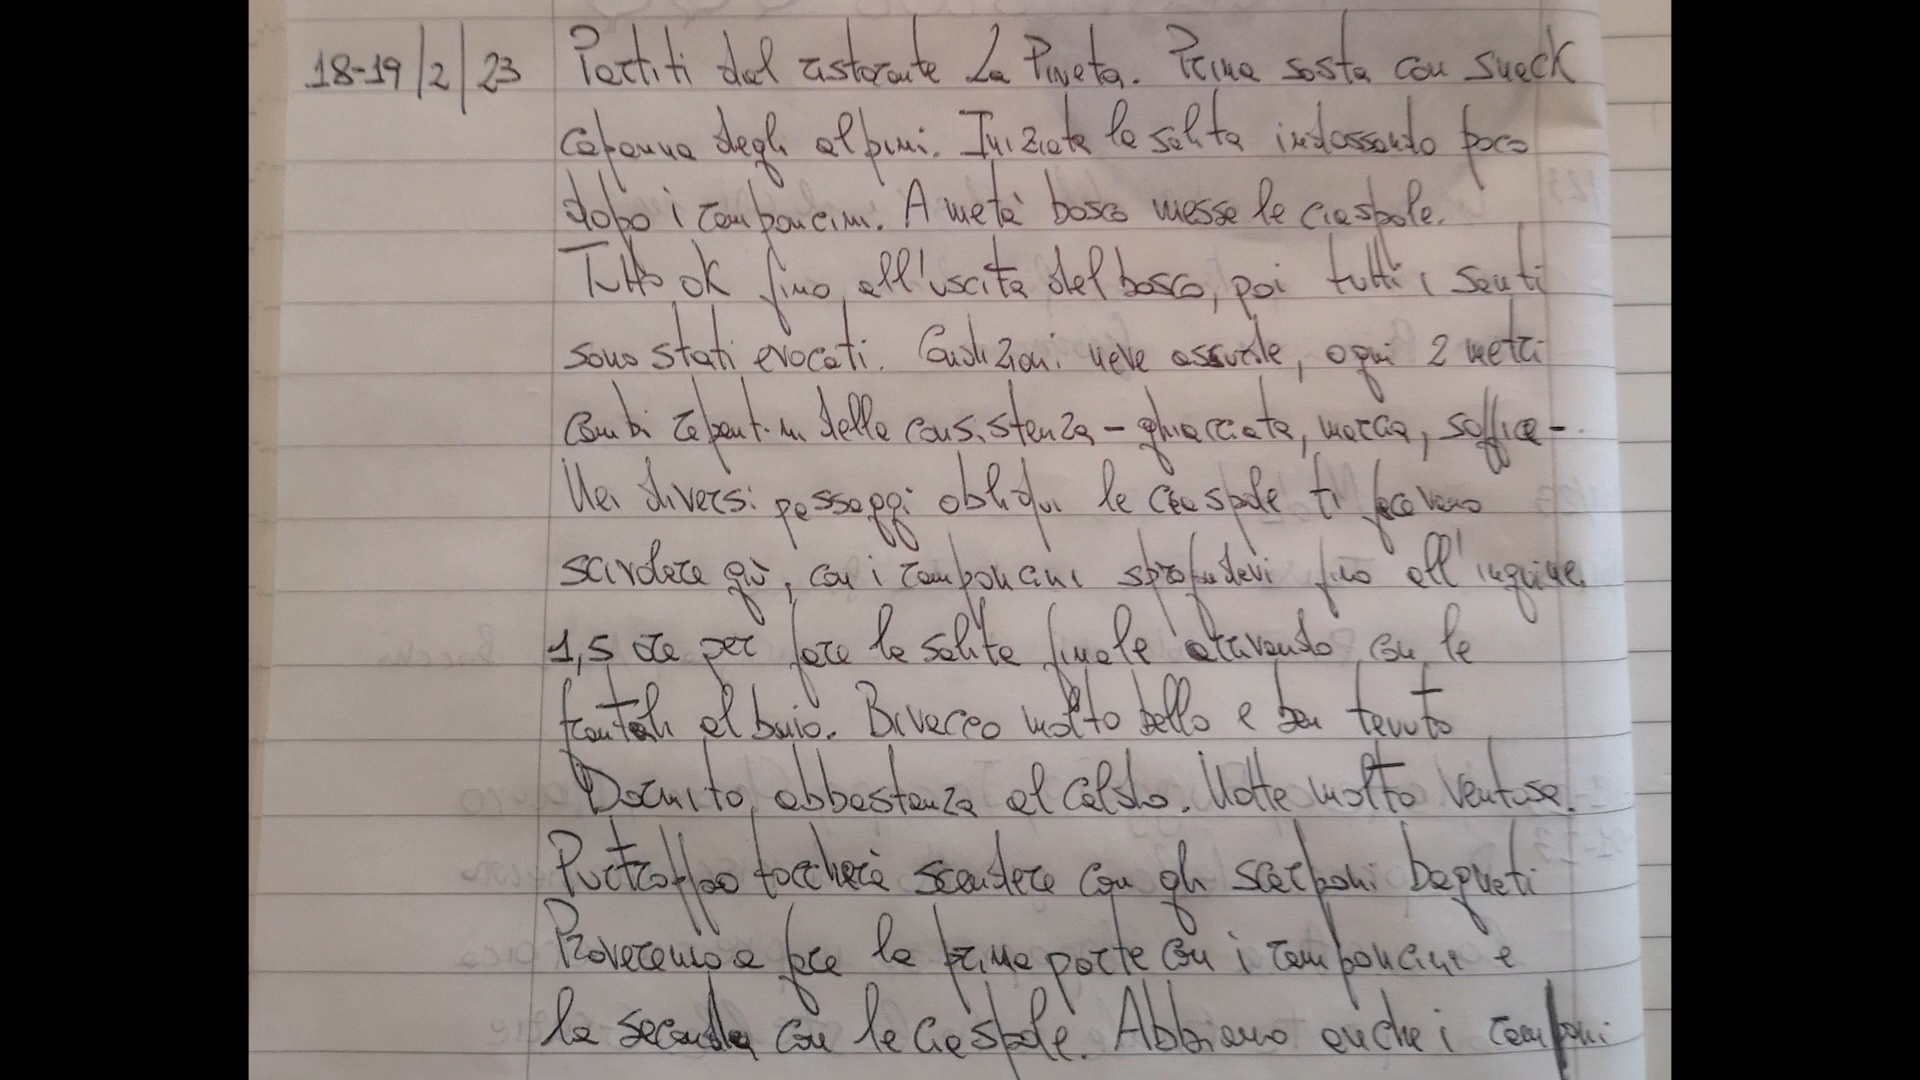 18-19/2/23 Partiti dal ristorante La Pineta. Prima sosta con snack
capanna degli alpini. Iniziata la salita indossando poco
dopo i ramponcini. A metà bosco messe le ciaspole.
Tutto ok fino all'uscita del bosco, poi tutti i santi
sono stati evocati. Condizioni neve assurde, ogni 2 metri
cambi repentini della consistenza - ghiacciata, marcia, soffice -.
Nei diversi passaggi obliqui le ciaspole ti facevano
scivolare giù, con i ramponcini sprofondavi fino all'inguine.
1,5 ore per fare la salita finale arrivando con le
frontali al buio. Bivacco molto bello e ben tenuto
Dormito abbastanza al caldo. Notte molto ventosa.
Purtroppo toccherà scendere con gli scarponi bagnati
Proveremo a fare la prima parte con i ramponcini e
la seconda con le ciaspole. Abbiamo anche i ramponi